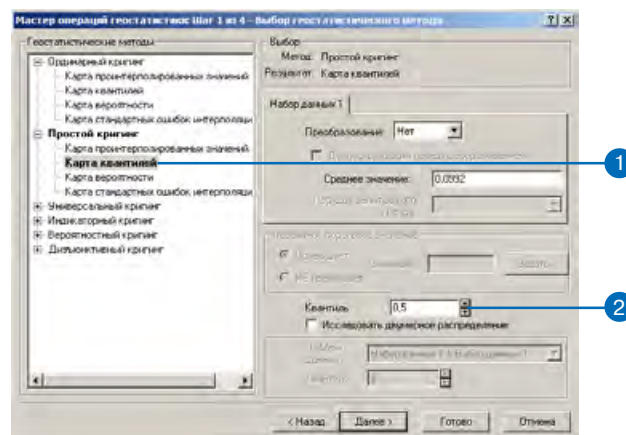 Мастер операций геостатистики: Шаг 1 из 4 - Выбор геостатистического метода
Геостатистические методы
Ординарный кригинг
Карта проинтерполированных значений
Карта квантилей
Карта вероятности
Карта стандартных ошибок интерполяци
Простой кригинг
Карта проинтерполированных значений
Карта квантилей
Карта вероятности
Карта стандартных ошибок интерполяци
Универсальный кригинг
Индикаторный кригинг
Вероятностный кригинг
Дизъюнктивный кригинг
Выбор
Метод: Простой кригинг
Результат: Карта квантилей
Набор данных 1
Преобразование: Нет
Среднее значение: 0,0992
Квантиль 0,5
Исследовать двумерное распределение
< Назад
Далее >
Готово
Отмена
1
2